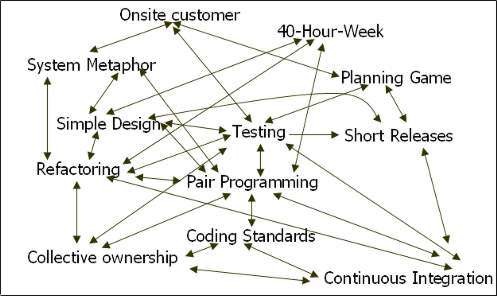 Onsite customer
40-Hour-Week
System Metaphor
Planning Game
Simple Design
Testing
Short Releases
Refactoring
Pair Programming
Coding Standards
Collective ownership
Continuous Integration